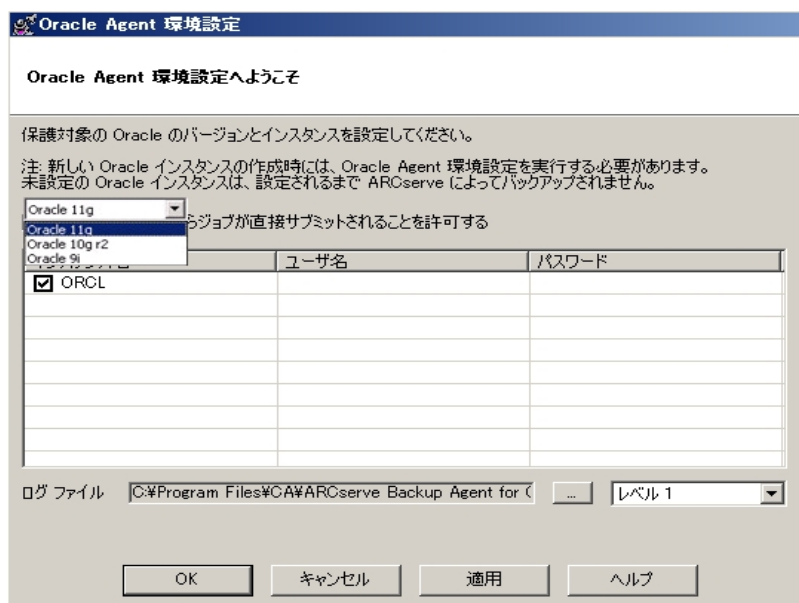 Oracle Agent 環境設定
Oracle Agent 環境設定へようこそ
保護対象の Oracle のバージョンとインスタンスを設定してください。
注: 新しい Oracle インスタンスの作成時には、Oracle Agent 環境設定を実行する必要があります。
未設定の Oracle インスタンスは、設定されるまで ARCserve によってバックアップされません。
Oracle 11g
らジョブが直接サブミットされることを許可する
Oracle 11g
Oracle 10g r2
Oracle 9i
ユーザ名 パスワード
ORCL
ログ ファイル C:¥Program Files¥CA¥ARCserve Backup Agent for ... レベル 1
OK キャンセル 適用 ヘルプ